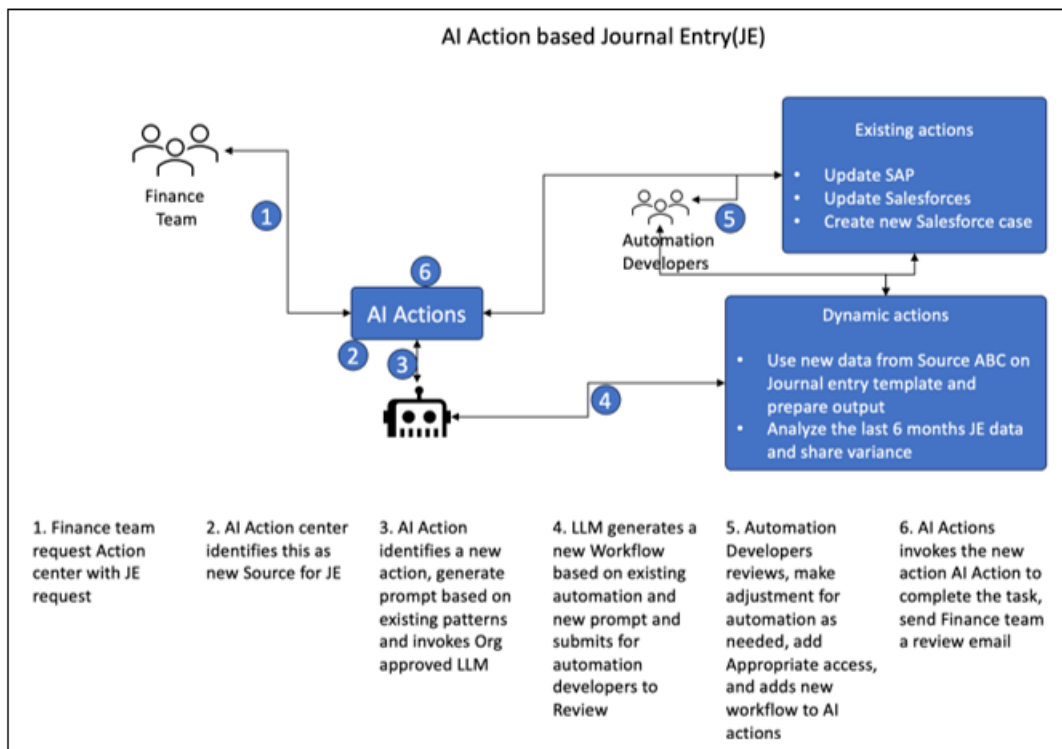 AI Action based Journal Entry(JE)
Finance
Team
1
6
AI Actions
2
3
4
Automation
Developers
5
Existing actions
• Update SAP
• Update Salesforces
• Create new Salesforce case
Dynamic actions
• Use new data from Source ABC on
Journal entry template and
prepare output
• Analyze the last 6 months JE data
and share variance
1. Finance team
request Action
center with JE
request
2. AI Action center
identifies this as
new Source for JE
3. AI Action
identifies a new
action, generate
prompt based on
existing patterns
and invokes Org
approved LLM
4. LLM generates a
new Workflow
based on existing
automation and
new prompt and
submits for
automation
developers to
Review
5. Automation
Developers
reviews, make
adjustment for
automation as
needed, add
Appropriate access,
and adds new
workflow to AI
actions
6. AI Actions
invokes the new
action AI Action to
complete the task,
send Finance team
a review email